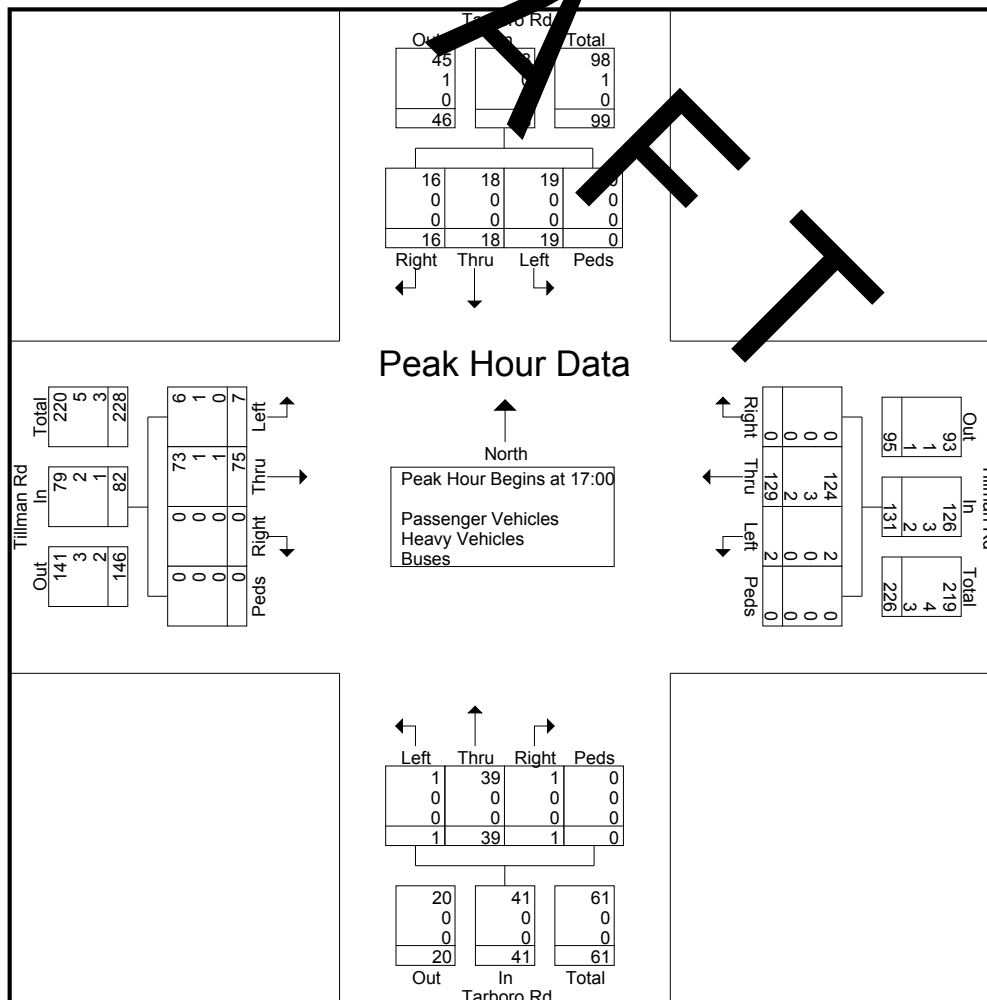 Tarboro Rd
Out Total
45 98
1 1
0 0
46 99
16 18 19
0 0 0 0
0 0 0 0
16 18 19 0
Right Thru Left Peds
A E T
Peak Hour Data
North
Peak Hour Begins at 17:00
Passenger Vehicles
Heavy Vehicles
Buses
Tillman Rd
Total In Out
220 79 141
5 2 3
3 1 2
228 82 146
Left Thru Right Peds
6 73 0 0
1 1 0 0
0 1 0 0
7 75 0 0
Right Thru Left Peds
0 124 2 0
0 3 0 0
0 2 0 0
0 129 2 0
Out In Total
93 126 219
1 3 4
1 2 3
95 131 226
Left Thru Right Peds
1 39 1 0
0 0 0 0
0 0 0 0
1 39 1 0
20 41 61
0 0 0
0 0 0
20 41 61
Out In Total
Tarboro Rd